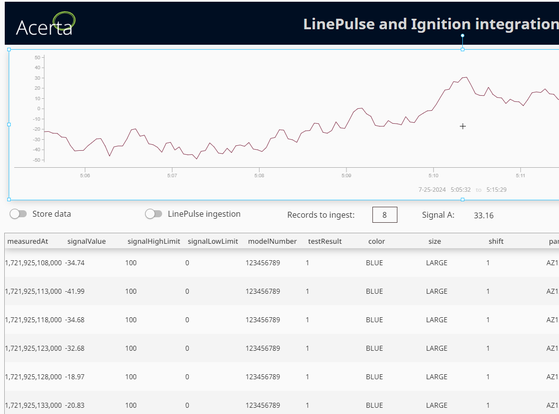 Acerta
LinePulse and Ignition integration
50
40
30
20
10
0
-10
-20
-30
-40
-50
5:06 5:07 5:08 5:09 5:10 5:11
7-25-2024 5:05:32 to 5:15:29
Store data LinePulse ingestion Records to ingest: 8 Signal A: 33.16
measuredAt signalValue signalHighLimit signalLowLimit modelNumber testResult color size shift
1,721,925,108,000 -34.74 100 0 123456789 1 BLUE LARGE 1 AZ1
1,721,925,113,000 -41.99 100 0 123456789 1 BLUE LARGE 1 AZ1
1,721,925,118,000 -34.68 100 0 123456789 1 BLUE LARGE 1 AZ1
1,721,925,123,000 -32.68 100 0 123456789 1 BLUE LARGE 1 AZ1
1,721,925,128,000 -18.97 100 0 123456789 1 BLUE LARGE 1 AZ1
1,721,925,133,000 -20.83 100 0 123456789 1 BLUE LARGE 1 AZ1